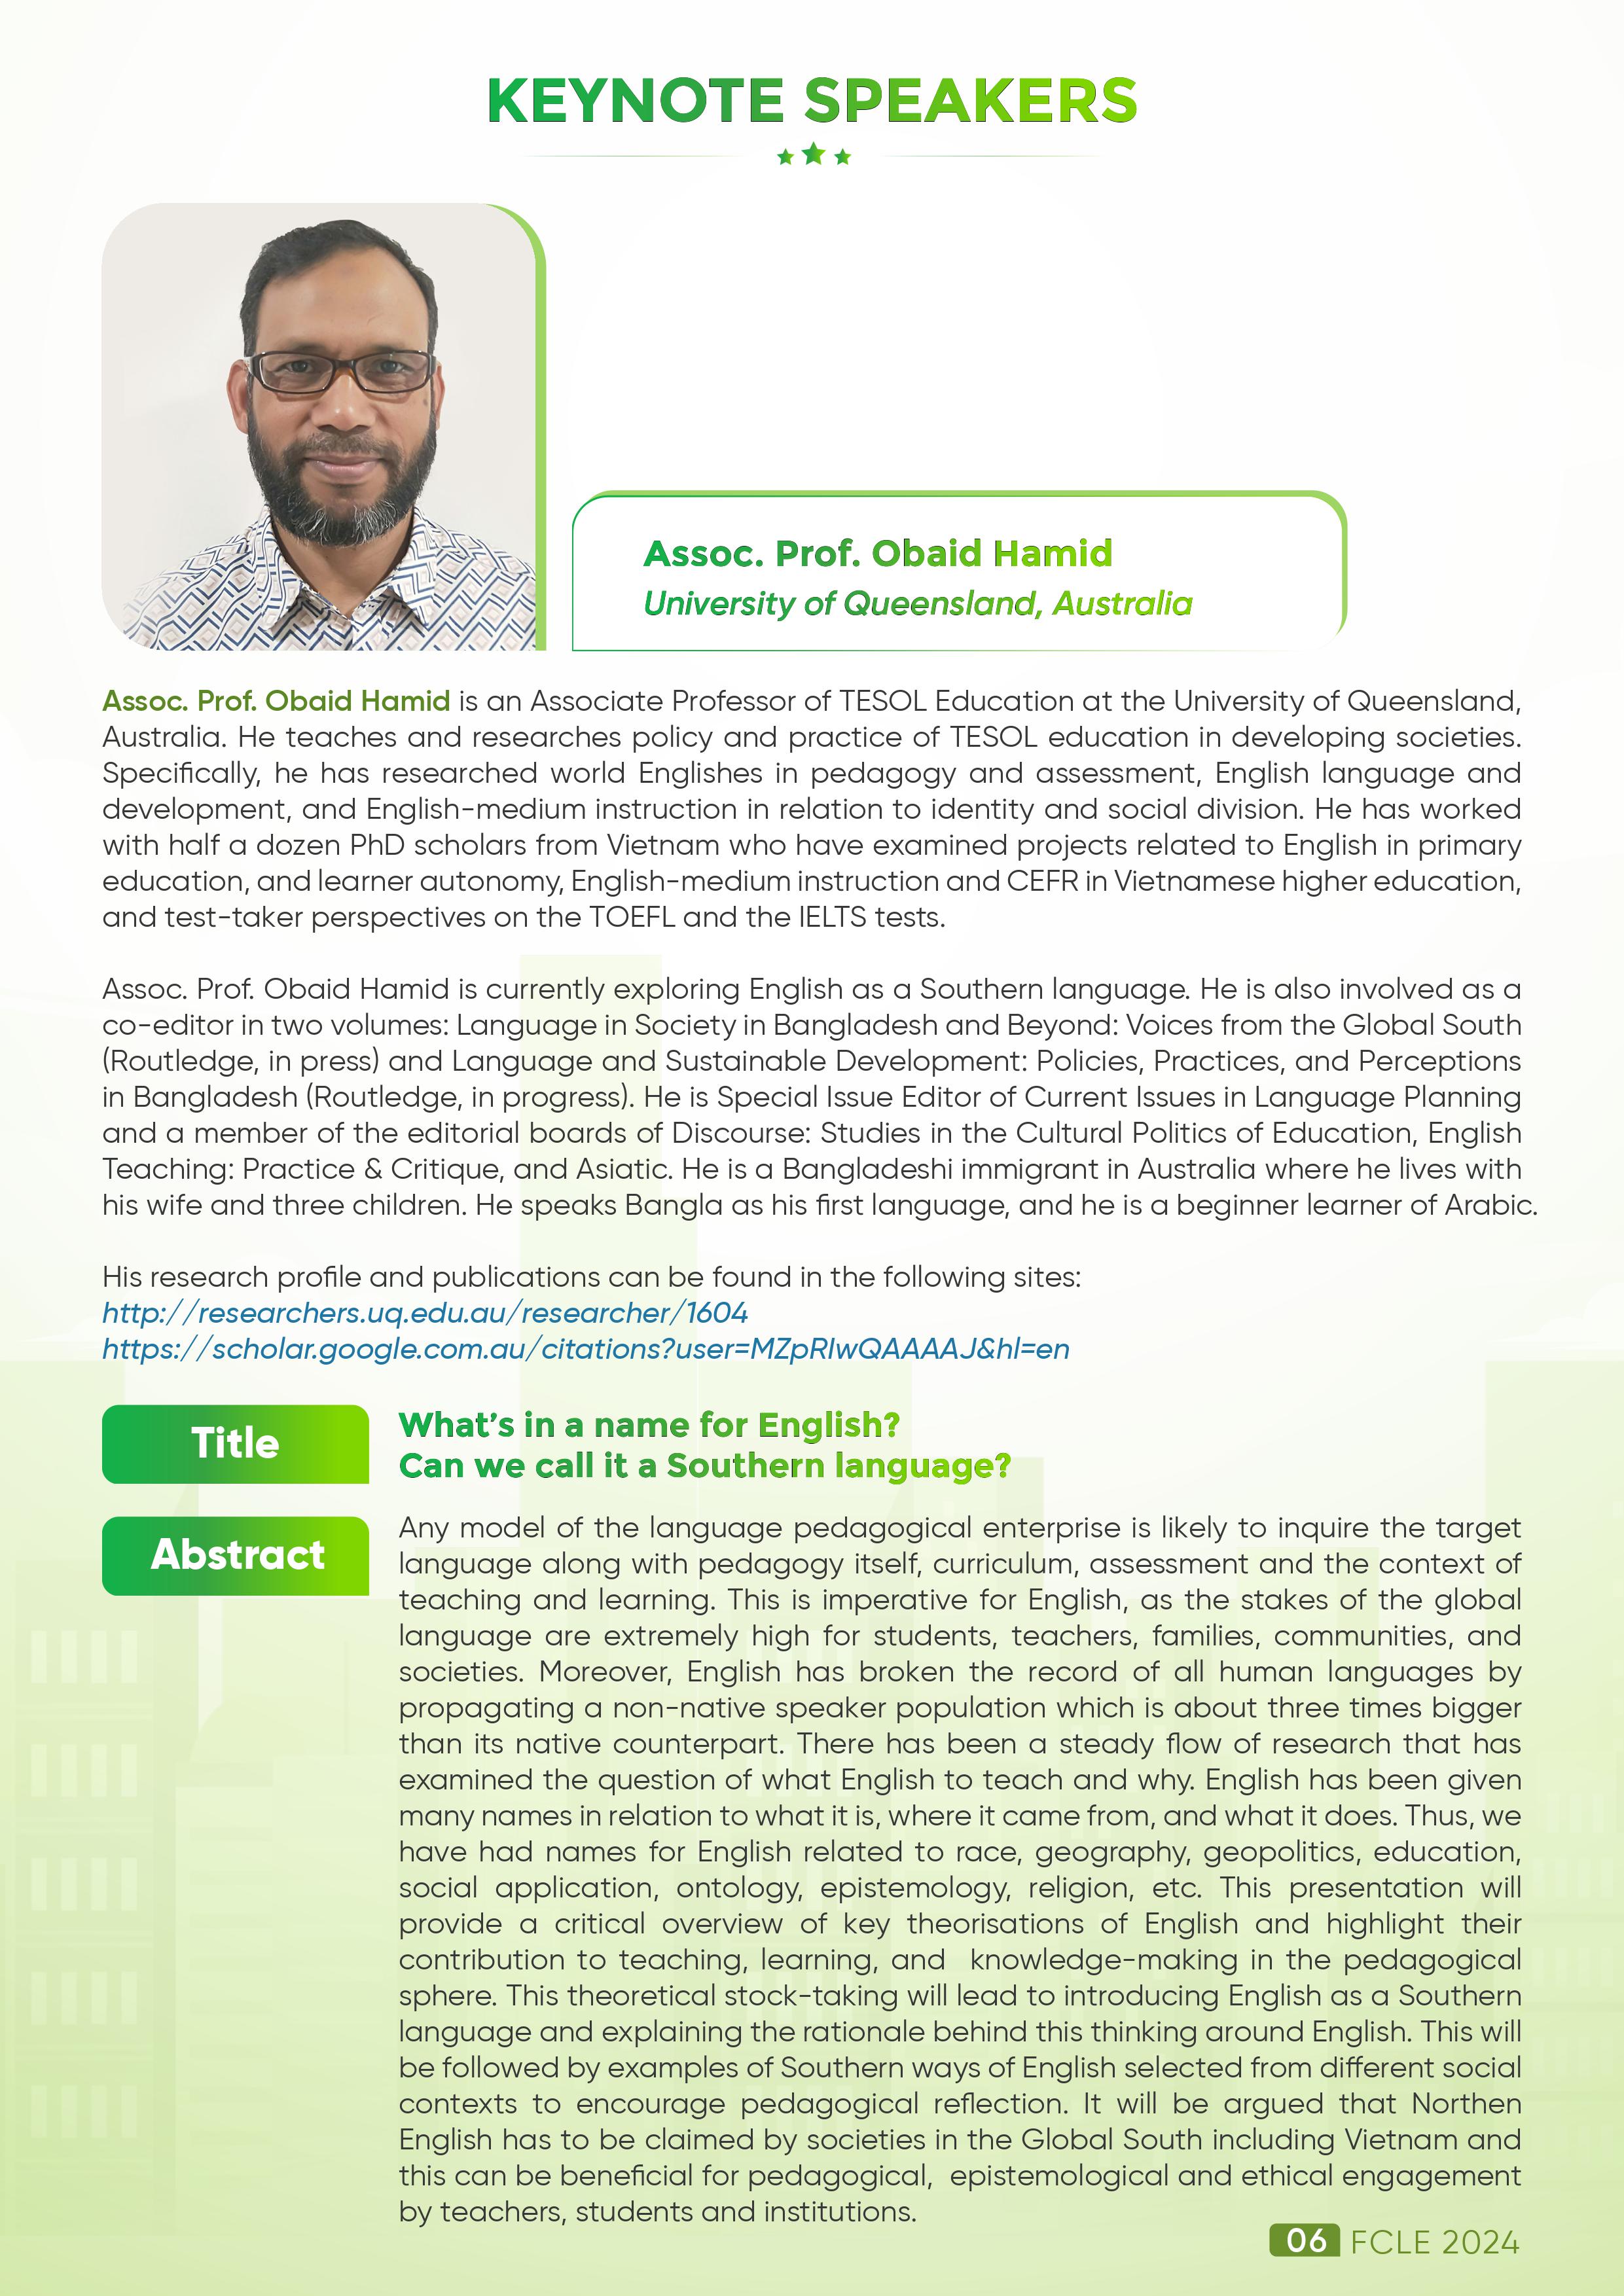 KEYNOTE SPEAKERS
Assoc. Prof. Obaid Hamid
University of Queensland, Australia
Assoc. Prof. Obaid Hamid is an Associate Professor of TESOL Education at the University of Queensland,
Australia. He teaches and researches policy and practice of TESOL education in developing societies.
Specifically, he has researched world Englishes in pedagogy and assessment, English language and
development, and English-medium instruction in relation to identity and social division. He has worked
with half a dozen PhD scholars from Vietnam who have examined projects related to English in primary
education, and learner autonomy, English-medium instruction and CEFR in Vietnamese higher education,
and test-taker perspectives on the TOEFL and the IELTS tests.
Assoc. Prof. Obaid Hamid is currently exploring English as a Southern language. He is also involved as a
co-editor in two volumes: Language in Society in Bangladesh and Beyond: Voices from the Global South
(Routledge, in press) and Language and Sustainable Development: Policies, Practices, and Perceptions
in Bangladesh (Routledge, in progress). He is Special Issue Editor of Current Issues in Language Planning
and a member of the editorial boards of Discourse: Studies in the Cultural Politics of Education, English
Teaching: Practice & Critique, and Asiatic. He is a Bangladeshi immigrant in Australia where he lives with
his wife and three children. He speaks Bangla as his first language, and he is a beginner learner of Arabic.
His research profile and publications can be found in the following sites:
http://researchers.uq.edu.au/researcher/1604
https://scholar.google.com.au/citations?user=MZpRIwQAAAAJ&hl=en
Title
What's in a name for English?
Can we call it a Southern language?
Abstract
Any model of the language pedagogical enterprise is likely to inquire the target
language along with pedagogy itself, curriculum, assessment and the context of
teaching and learning. This is imperative for English, as the stakes of the global
language are extremely high for students, teachers, families, communities, and
societies. Moreover, English has broken the record of all human languages by
propagating a non-native speaker population which is about three times bigger
than its native counterpart. There has been a steady flow of research that has
examined the question of what English to teach and why. English has been given
many names in relation to what it is, where it came from, and what it does. Thus, we
have had names for English related to race, geography, geopolitics, education,
social application, ontology, epistemology, religion, etc. This presentation will
provide a critical overview of key theorisations of English and highlight their
contribution to teaching, learning, and knowledge-making in the pedagogical
sphere. This theoretical stock-taking will lead to introducing English as a Southern
language and explaining the rationale behind this thinking around English. This will
be followed by examples of Southern ways of English selected from different social
contexts to encourage pedagogical reflection. It will be argued that Northen
English has to be claimed by societies in the Global South including Vietnam and
this can be beneficial for pedagogical, epistemological and ethical engagement
by teachers, students and institutions.
06 FCLE 2024